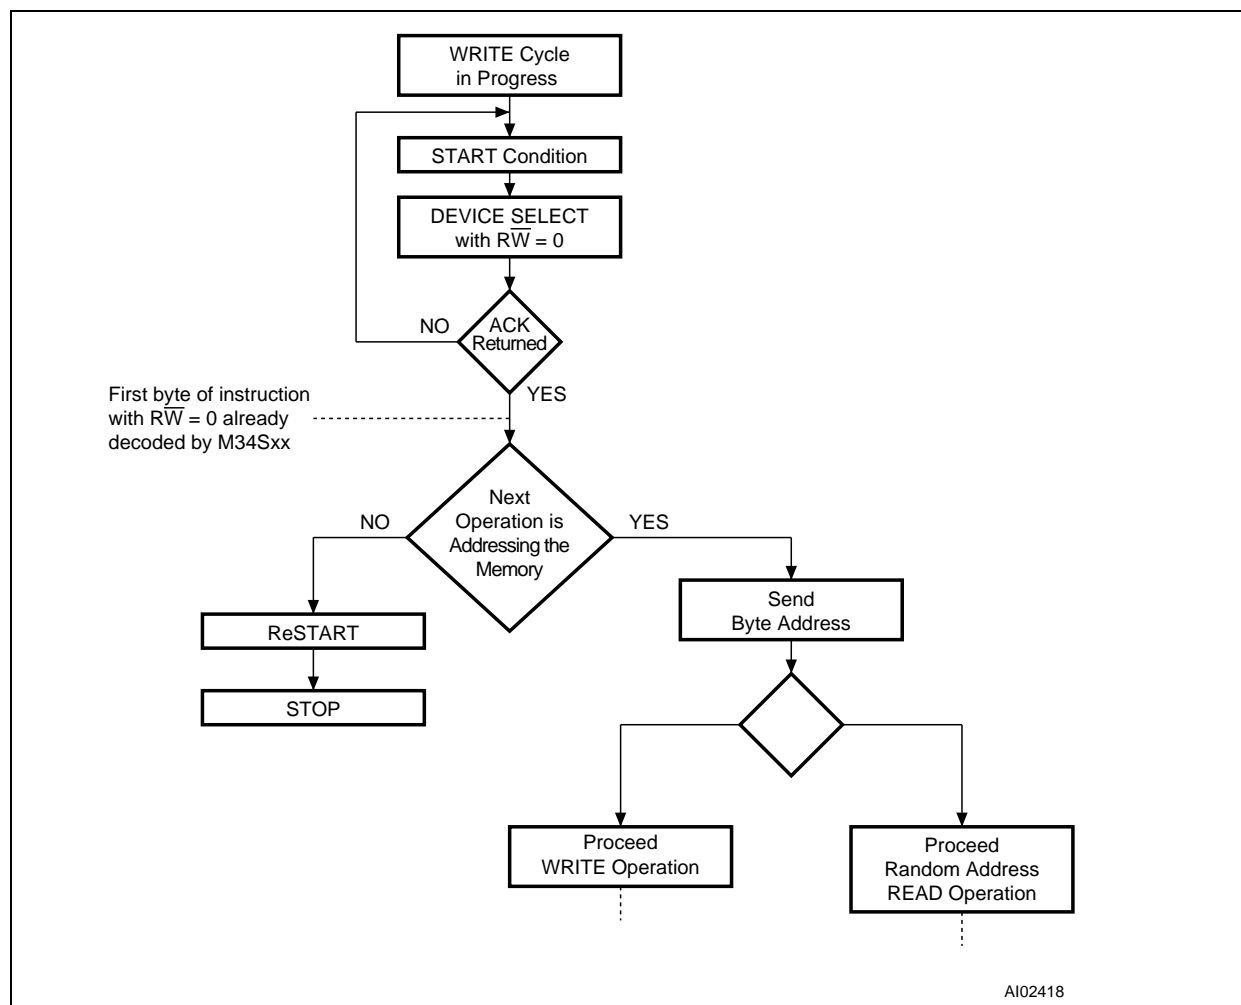 WRITE Cycle
in Progress
START Condition
DEVICE SELECT
with RW̅ = 0
ACK
Returned
NO
YES
First byte of instruction
with RW̅ = 0 already
decoded by M34Sxx
Next
Operation is
Addressing the
Memory
NO
YES
ReSTART
STOP
Send
Byte Address
Proceed
WRITE Operation
Proceed
Random Address
READ Operation
AI02418